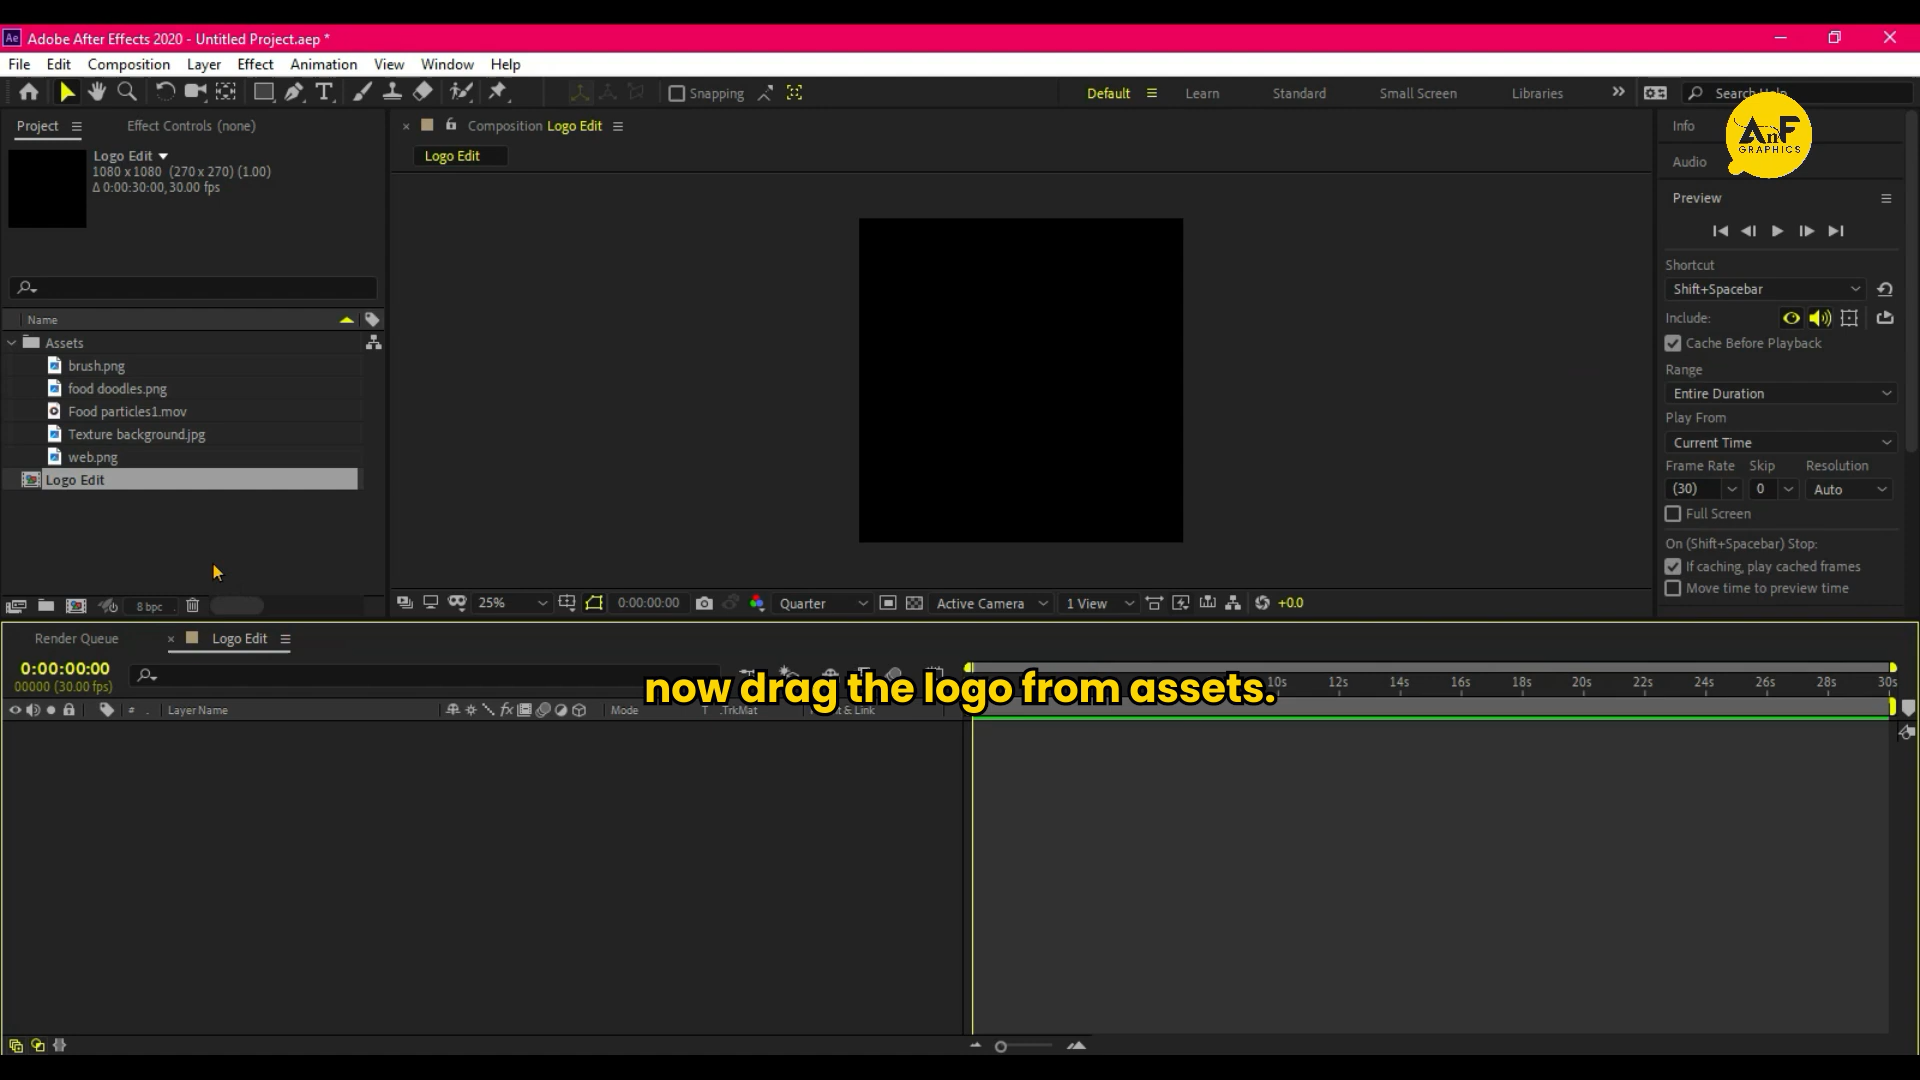 Ae Adobe After Effects 2020 - Untitled Project.aep *
File Edit Composition Layer Effect Animation View Window Help
Snapping Default Learn Standard Small Screen Libraries Search Help
AnF
GRAPHICS
Project Effect Controls (none)
Logo Edit
1080 x 1080 (270 x 270) (1.00)
Δ 0:00:30:00, 30.00 fps
Name
Assets
brush.png
food doodles.png
Food particles1.mov
Texture background.jpg
web.png
Logo Edit
8 bpc
Composition Logo Edit
Logo Edit
25% 0:00:00:00 Quarter Active Camera 1 View +0.0
Info
Audio
Preview
Shortcut
Shift+Spacebar
Include:
Cache Before Playback
Range
Entire Duration
Play From
Current Time
Frame Rate Skip Resolution
(30) 0 Auto
Full Screen
On (Shift+Spacebar) Stop:
If caching, play cached frames
Move time to preview time
Render Queue Logo Edit
0:00:00:00
00000 (30.00 fps)
now drag the logo from assets.
10s 12s 14s 16s 18s 20s 22s 24s 26s 28s 30s
# . Layer Name fx Mode T .TrkMat & Link